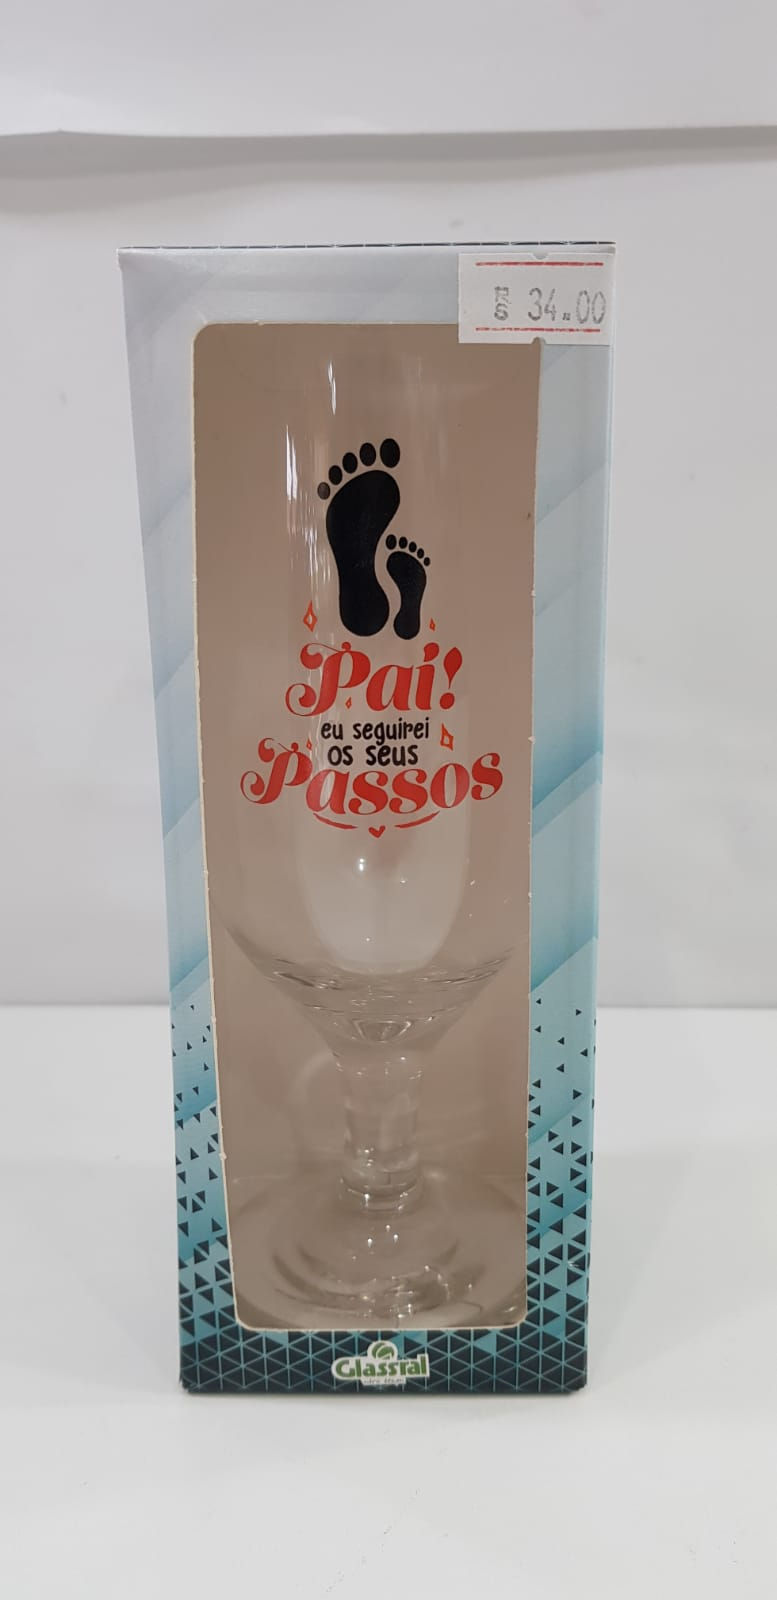 R$ 34.00
Pai!
eu seguirei
os seus
Passos
Glassral